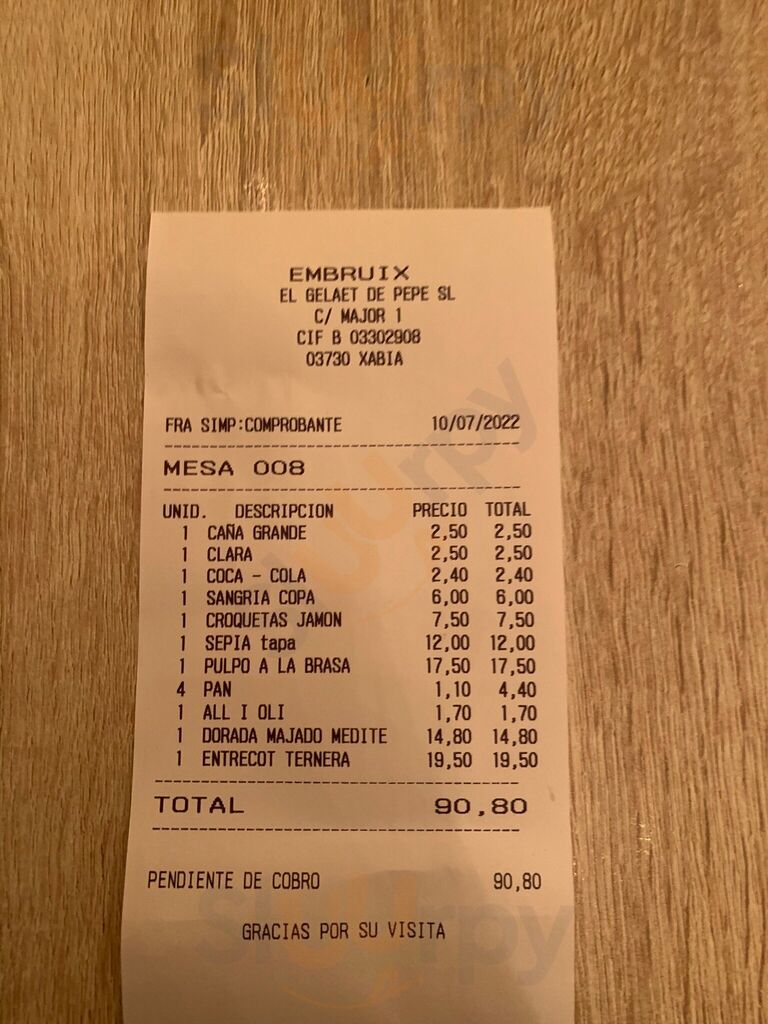 EMBRUIX
EL GELAET DE PEPE SL
C/ MAJOR 1
CIF B 03302908
03730 XABIA
FRA SIMP:COMPROBANTE 10/07/2022
MESA 008
UNID. DESCRIPCION PRECIO TOTAL
1 CAÑA GRANDE 2,50 2,50
1 CLARA 2,50 2,50
1 COCA - COLA 2,40 2,40
1 SANGRIA COPA 6,00 6,00
1 CROQUETAS JAMON 7,50 7,50
1 SEPIA tapa 12,00 12,00
1 PULPO A LA BRASA 17,50 17,50
4 PAN 1,10 4,40
1 ALL I OLI 1,70 1,70
1 DORADA MAJADO MEDITE 14,80 14,80
1 ENTRECOT TERNERA 19,50 19,50
TOTAL 90,80
PENDIENTE DE COBRO 90,80
GRACIAS POR SU VISITA
Sluurpy
Sluurpy
Sluurpy